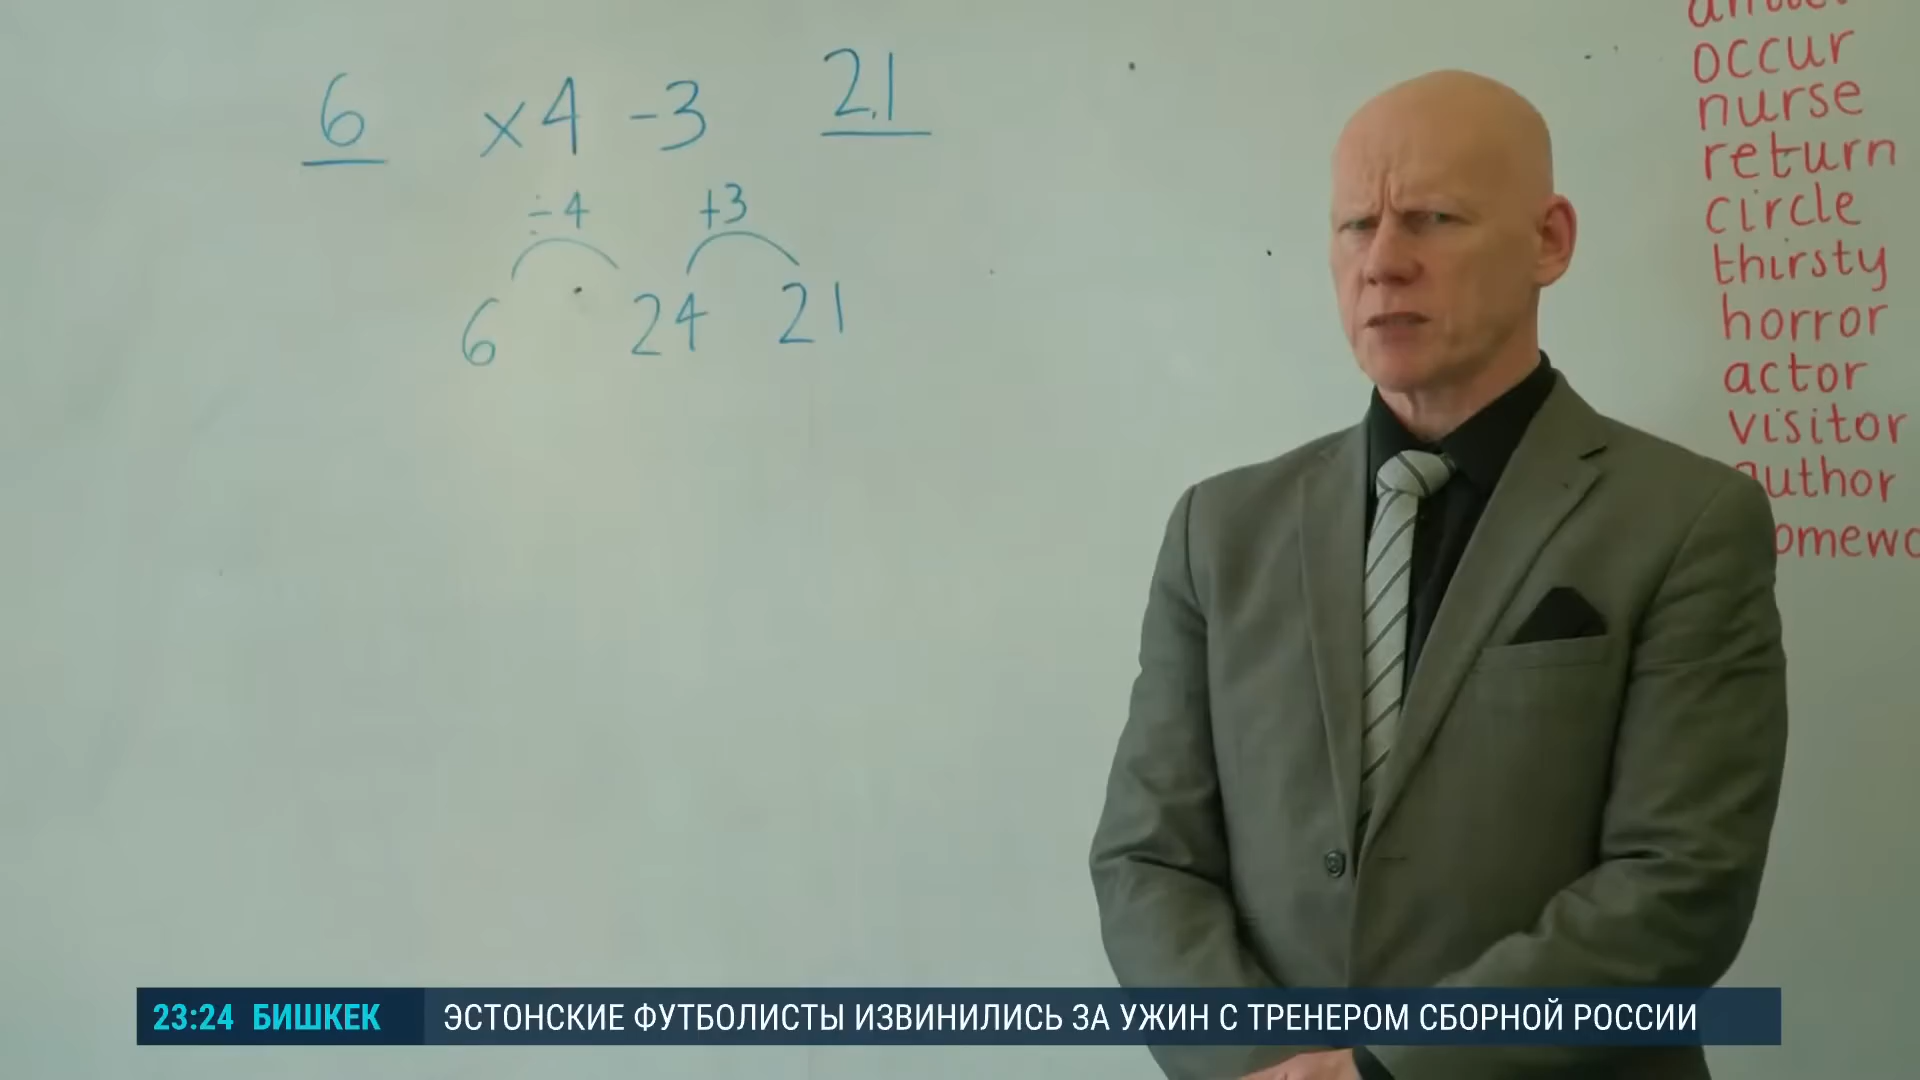 6 ×4 -3 21
÷4 +3
6 24 21
occur
nurse
return
circle
thirsty
horror
actor
visitor
author
23:24 БИШКЕК ЭСТОНСКИЕ ФУТБОЛИСТЫ ИЗВИНИЛИСЬ ЗА УЖИН С ТРЕНЕРОМ СБОРНОЙ РОССИИ